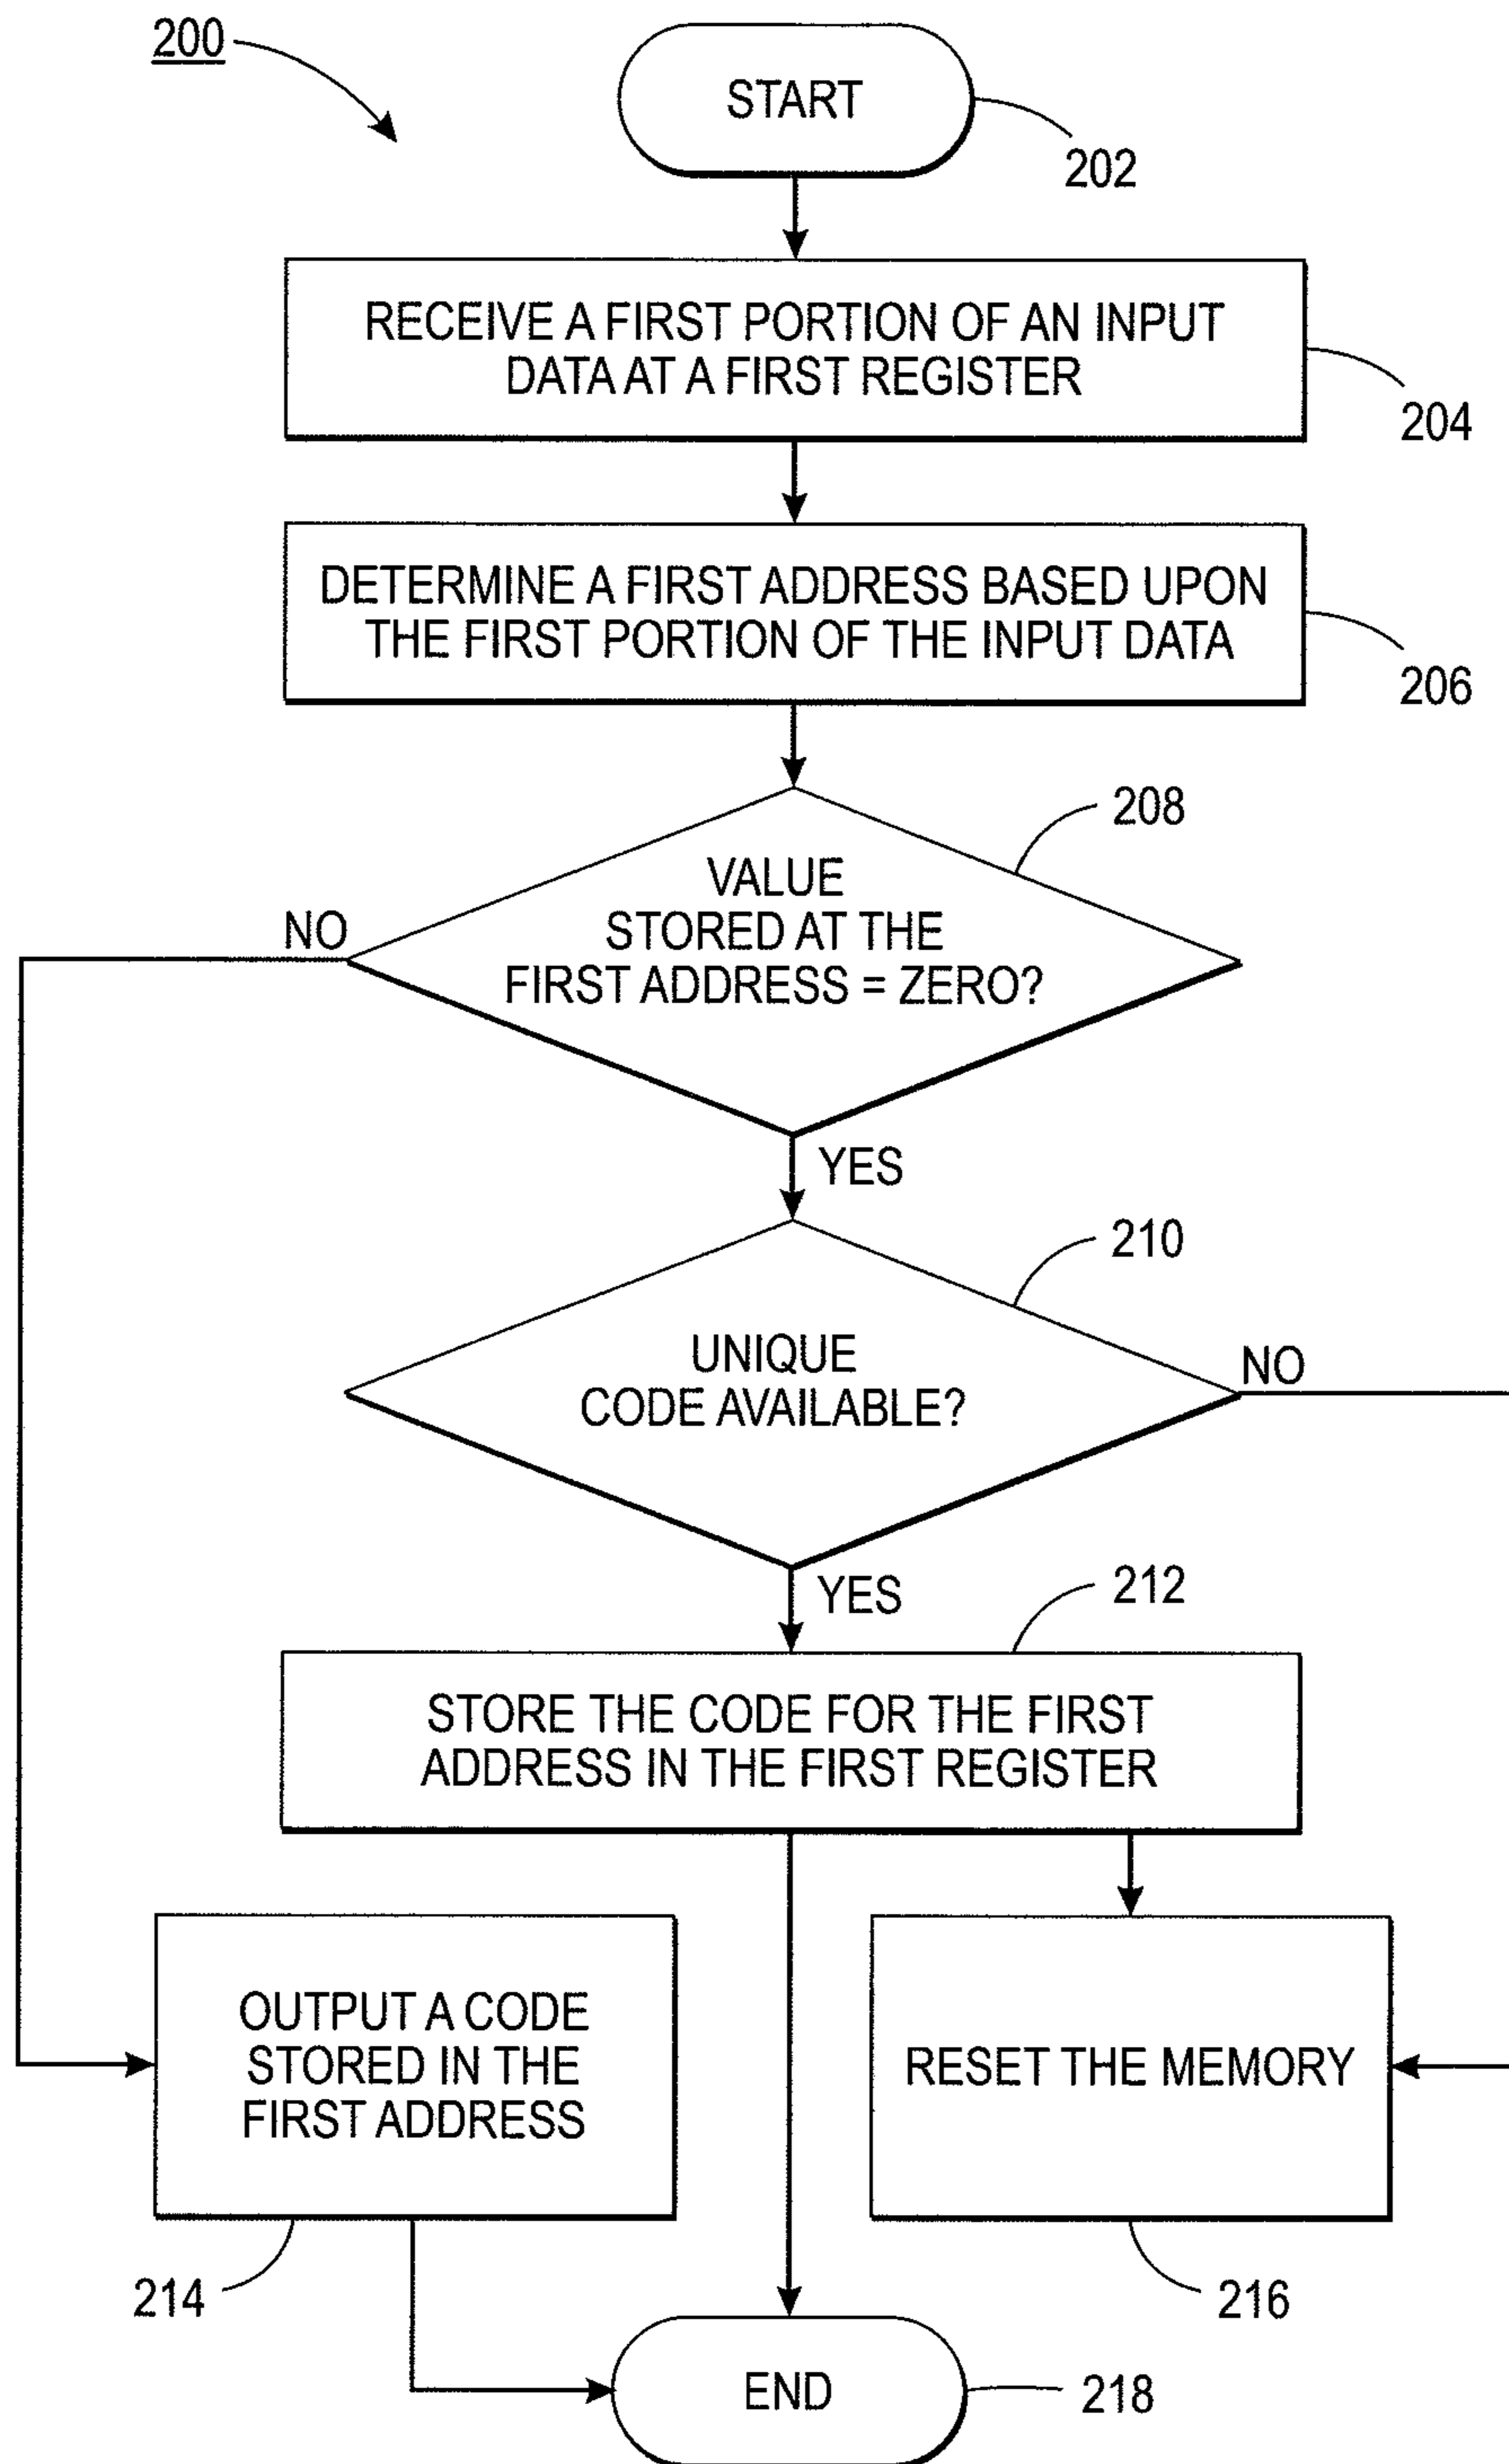 200
START
202
RECEIVE A FIRST PORTION OF AN INPUT
DATA AT A FIRST REGISTER
204
DETERMINE A FIRST ADDRESS BASED UPON
THE FIRST PORTION OF THE INPUT DATA
206
208
VALUE
STORED AT THE
FIRST ADDRESS = ZERO?
NO
YES
210
UNIQUE
CODE AVAILABLE?
NO
YES
212
STORE THE CODE FOR THE FIRST
ADDRESS IN THE FIRST REGISTER
OUTPUT A CODE
STORED IN THE
FIRST ADDRESS
214
RESET THE MEMORY
216
END
218